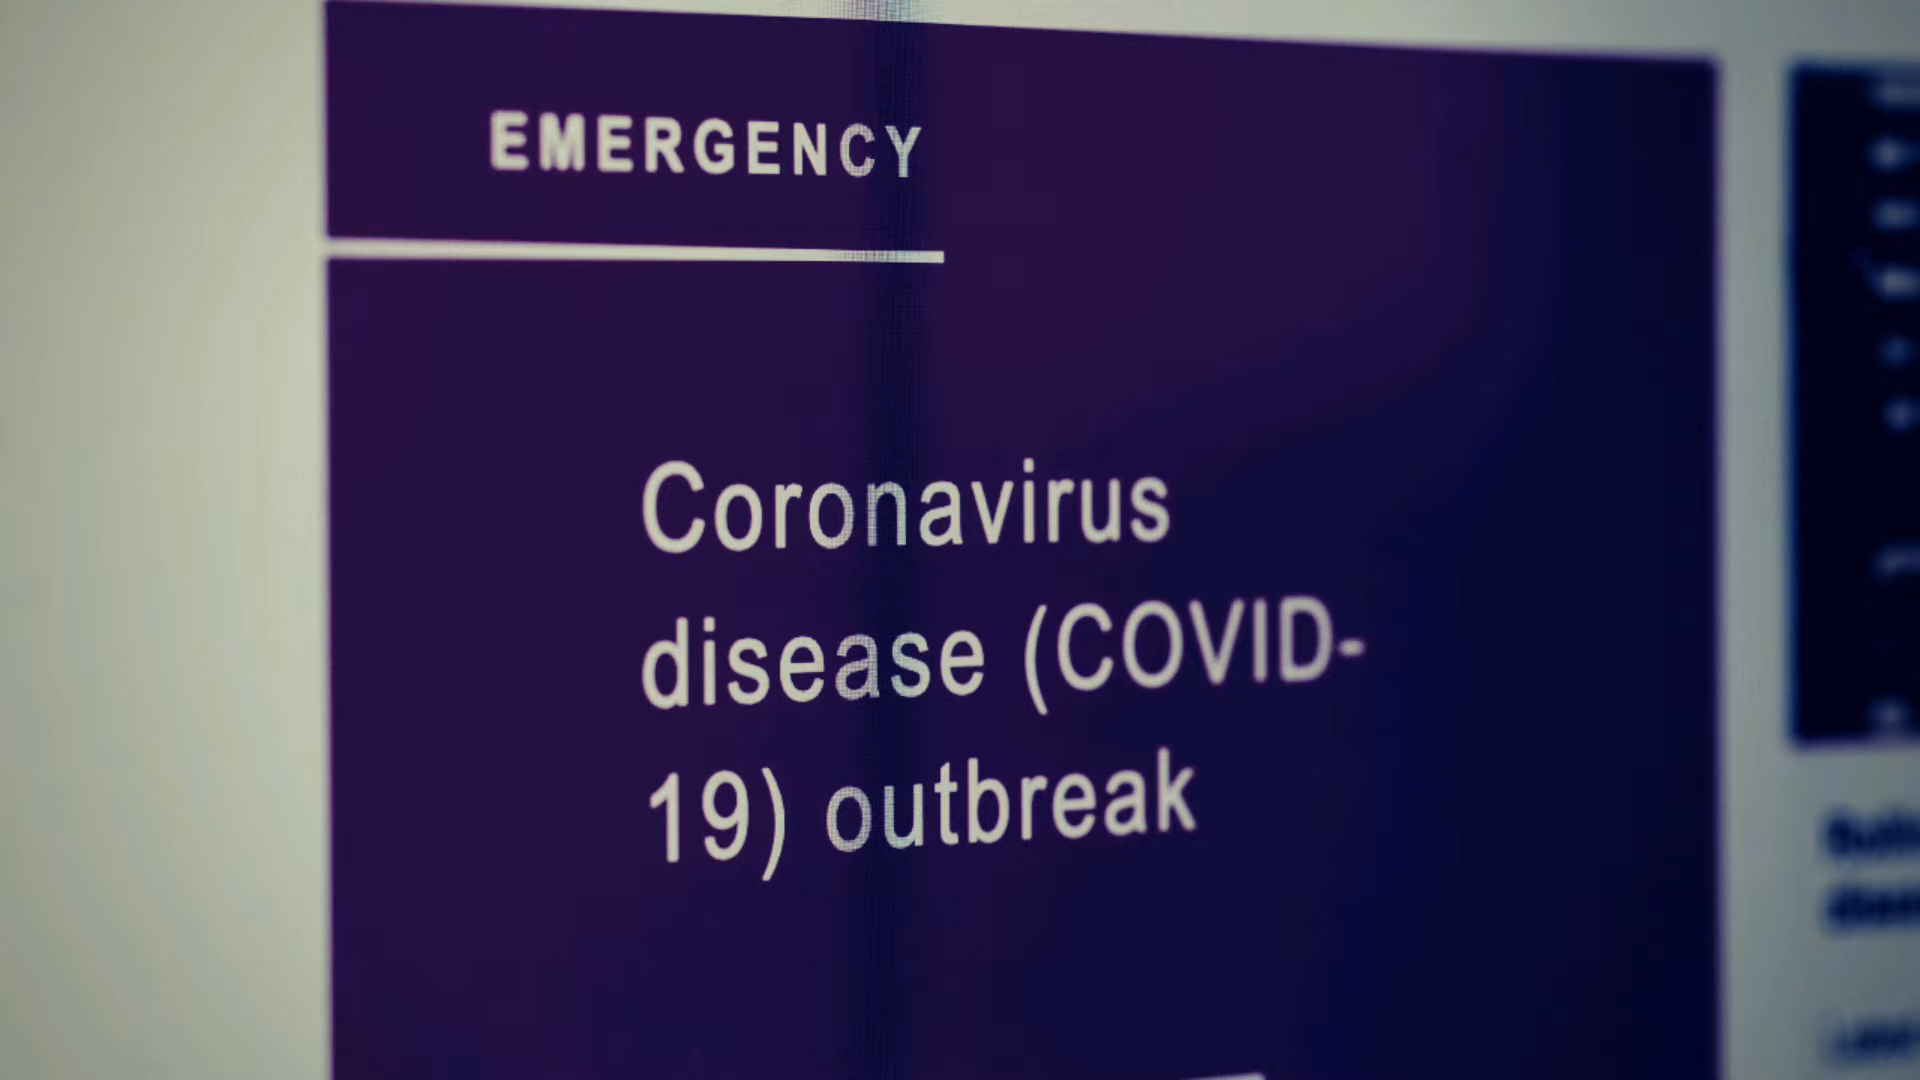 EMERGENCY
Coronavirus
disease (COVID-
19) outbreak